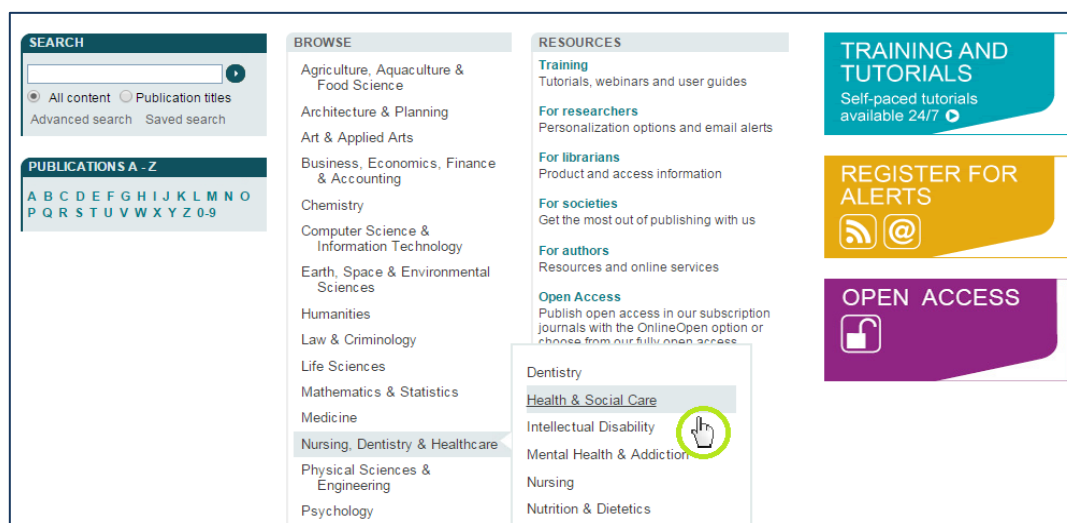 SEARCH
All content Publication titles
Advanced search Saved search
PUBLICATIONS A - Z
A B C D E F G H I J K L M N O
P Q R S T U V W X Y Z 0-9
BROWSE
Agriculture, Aquaculture &
Food Science
Architecture & Planning
Art & Applied Arts
Business, Economics, Finance
& Accounting
Chemistry
Computer Science &
Information Technology
Earth, Space & Environmental
Sciences
Humanities
Law & Criminology
Life Sciences
Mathematics & Statistics
Medicine
Nursing, Dentistry & Healthcare
Physical Sciences &
Engineering
Psychology
RESOURCES
Training
Tutorials, webinars and user guides
For researchers
Personalization options and email alerts
For librarians
Product and access information
For societies
Get the most out of publishing with us
For authors
Resources and online services
Open Access
Publish open access in our subscription
journals with the OnlineOpen option or
choose from our fully open access
Dentistry
Health & Social Care
Intellectual Disability
Mental Health & Addiction
Nursing
Nutrition & Dietetics
TRAINING AND
TUTORIALS
Self-paced tutorials
available 24/7
REGISTER FOR
ALERTS
@
OPEN ACCESS